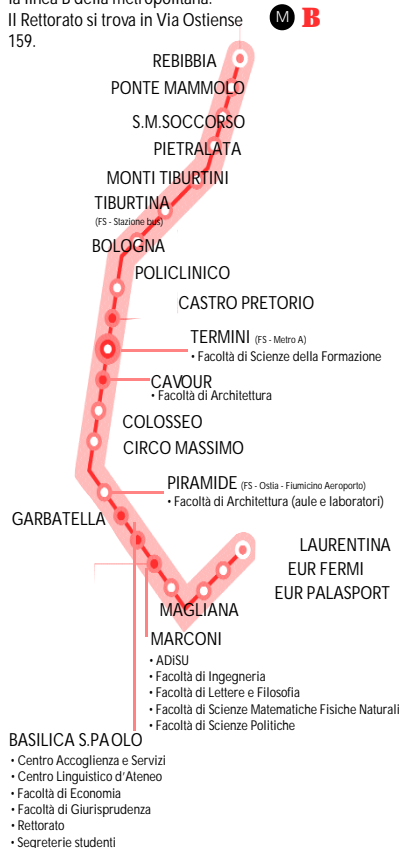 la linea B della metropolitana.
Il Rettorato si trova in Via Ostiense
159.
M B
REBIBBIA
PONTE MAMMOLO
S.M.SOCCORSO
PIETRALATA
MONTI TIBURTINI
TIBURTINA
(FS - Stazione bus)
BOLOGNA
POLICLINICO
CASTRO PRETORIO
TERMINI (FS - Metro A)
• Facoltà di Scienze della Formazione
CAVOUR
• Facoltà di Architettura
COLOSSEO
CIRCO MASSIMO
PIRAMIDE (FS - Ostia - Fiumicino Aeroporto)
• Facoltà di Architettura (aule e laboratori)
GARBATELLA
LAURENTINA
EUR FERMI
EUR PALASPORT
MAGLIANA
MARCONI
• ADiSU
• Facoltà di Ingegneria
• Facoltà di Lettere e Filosofia
• Facoltà di Scienze Matematiche Fisiche Naturali
• Facoltà di Scienze Politiche
BASILICA S.PAOLO
• Centro Accoglienza e Servizi
• Centro Linguistico d'Ateneo
• Facoltà di Economia
• Facoltà di Giurisprudenza
• Rettorato
• Segreterie studenti